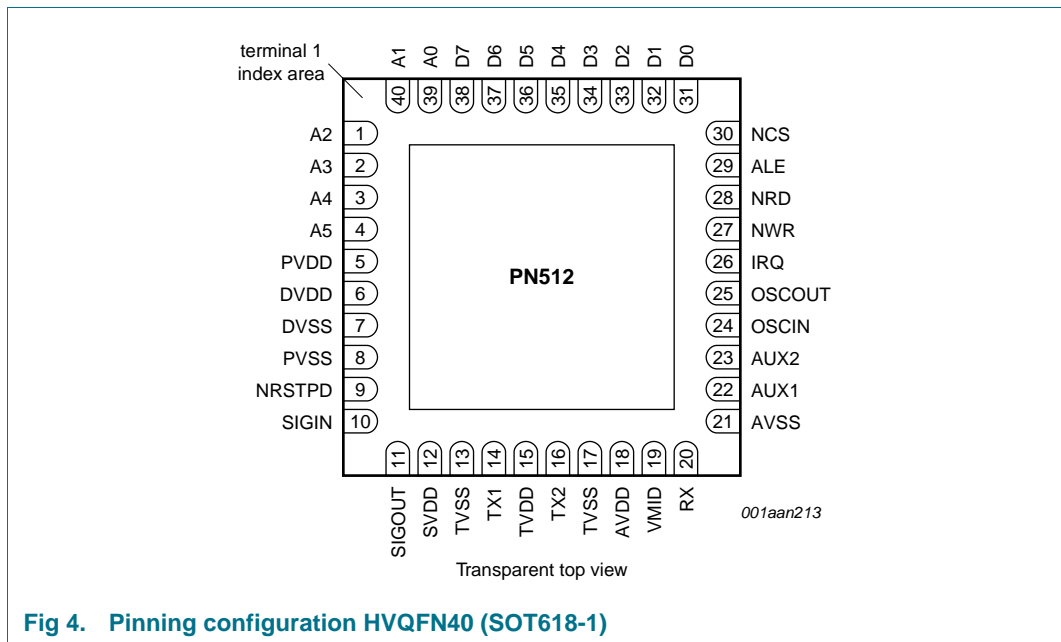 terminal 1
index area
A1
A0
D7
D6
D5
D4
D3
D2
D1
D0
40
39
38
37
36
35
34
33
32
31
A2 1
30 NCS
A3 2
29 ALE
A4 3
28 NRD
A5 4
27 NWR
PVDD 5
26 IRQ
DVDD 6
PN512
25 OSCOUT
DVSS 7
24 OSCIN
PVSS 8
23 AUX2
NRSTPD 9
22 AUX1
SIGIN 10
21 AVSS
11
12
13
14
15
16
17
18
19
20
SIGOUT
SVDD
TVSS
TX1
TVDD
TX2
TVSS
AVDD
VMID
RX
001aan213
Transparent top view
Fig 4. Pinning configuration HVQFN40 (SOT618-1)